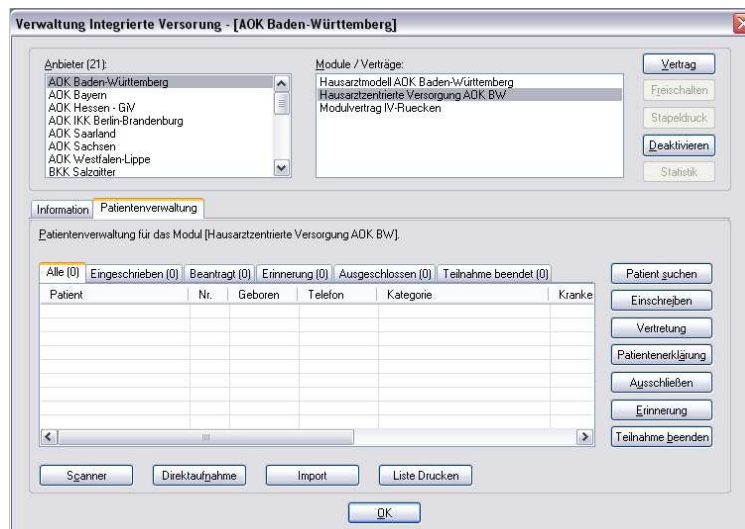 Verwaltung Integrierte Versorung - [AOK Baden-Württemberg]
Anbieter (21):
AOK Baden-Württemberg
AOK Bayern
AOK Hessen - GiV
AOK IKK Berlin-Brandenburg
AOK Saarland
AOK Sachsen
AOK Westfalen-Lippe
BKK Salzgitter
Module / Verträge:
Hausarztmodell AOK Baden-Württemberg
Hausarztzentrierte Versorgung AOK BW
Modulvertrag IV-Ruecken
Vertrag
Freischalten
Stapeldruck
Deaktivieren
Statistik
Information Patientenverwaltung
Patientenverwaltung für das Modul [Hausarztzentrierte Versorgung AOK BW].
Alle (0) Eingeschrieben (0) Beantragt (0) Erinnerung (0) Ausgeschlossen (0) Teilnahme beendet (0)
Patient Nr. Geboren Telefon Kategorie Kranke
Patient suchen
Einschreiben
Vertretung
Patientenerklärung
Ausschließen
Erinnerung
Teilnahme beenden
Scanner Direktaufnahme Import Liste Drucken
OK